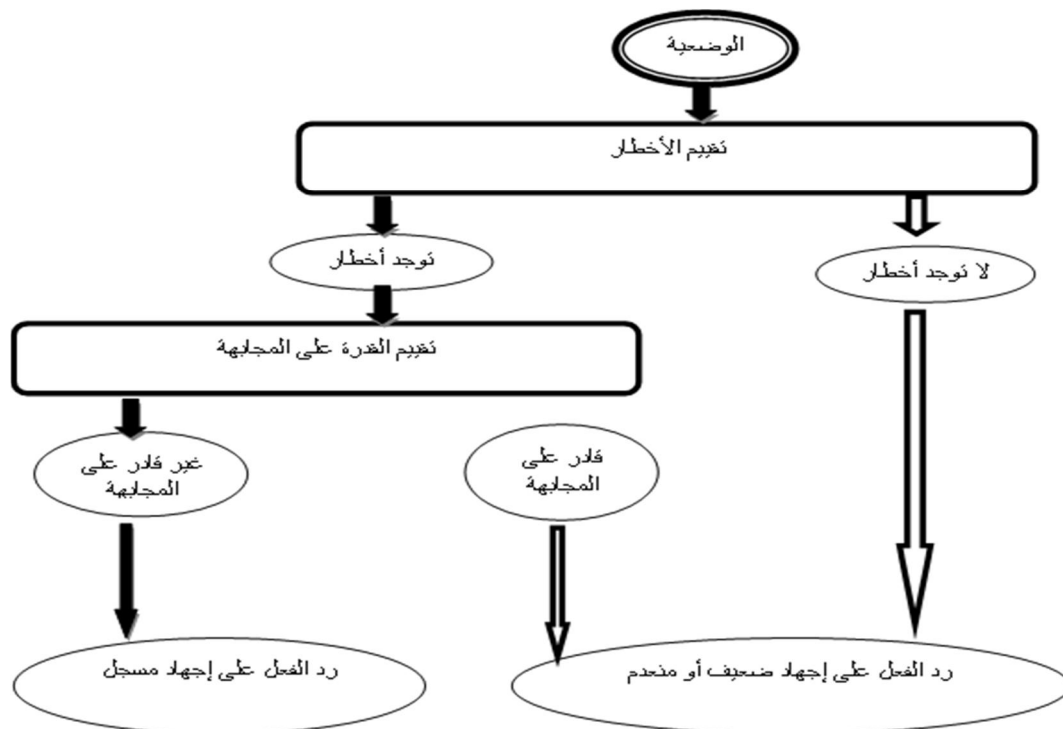 الوضعية
تقييم الأخطار
توجد أخطار
لا توجد أخطار
تقييم القدرة على المجابهة
قادر على
المجابهة
غير قادر على
المجابهة
رد الفعل على إجهاد ضعيف أو منعدم
رد الفعل على إجهاد مسجل